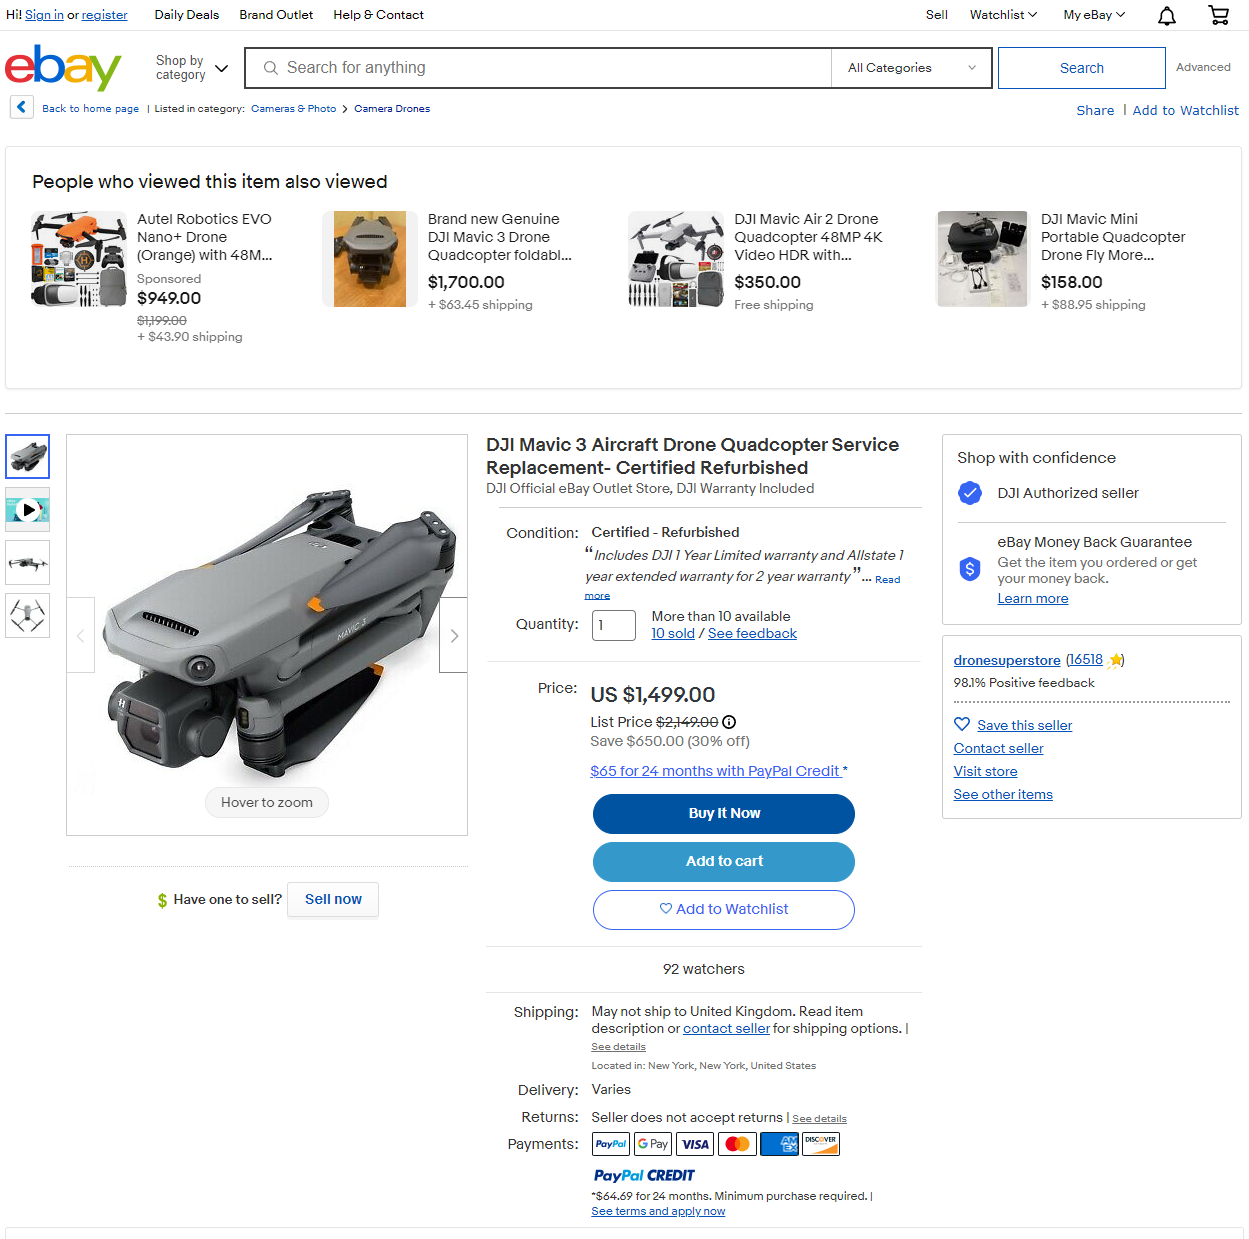 Hi! Sign in or register Daily Deals Brand Outlet Help & Contact Sell Watchlist My eBay
ebay Shop by category Search for anything All Categories Search Advanced
Back to home page | Listed in category: Cameras & Photo > Camera Drones Share | Add to Watchlist
People who viewed this item also viewed
Autel Robotics EVO
Nano+ Drone
(Orange) with 48M...
Sponsored
$949.00
$1,199.00
+ $43.90 shipping
Brand new Genuine
DJI Mavic 3 Drone
Quadcopter foldabl...
$1,700.00
+ $63.45 shipping
DJI Mavic Air 2 Drone
Quadcopter 48MP 4K
Video HDR with...
$350.00
Free shipping
DJI Mavic Mini
Portable Quadcopter
Drone Fly More...
$158.00
+ $88.95 shipping
MAVIC 3
Hover to zoom
$ Have one to sell? Sell now
DJI Mavic 3 Aircraft Drone Quadcopter Service
Replacement- Certified Refurbished
DJI Official eBay Outlet Store, DJI Warranty Included
Condition: Certified - Refurbished
“Includes DJI 1 Year Limited warranty and Allstate 1
year extended warranty for 2 year warranty”... Read
more
Quantity: 1 More than 10 available
10 sold / See feedback
Price: US $1,499.00
List Price $2,149.00
Save $650.00 (30% off)
$65 for 24 months with PayPal Credit *
Buy It Now
Add to cart
Add to Watchlist
92 watchers
Shipping: May not ship to United Kingdom. Read item
description or contact seller for shipping options. |
See details
Located in: New York, New York, United States
Delivery: Varies
Returns: Seller does not accept returns | See details
Payments: PayPal G Pay VISA AMEX DISCOVER
PayPal CREDIT
*$64.69 for 24 months. Minimum purchase required. |
See terms and apply now
Shop with confidence
DJI Authorized seller
eBay Money Back Guarantee
Get the item you ordered or get
your money back.
Learn more
dronesuperstore (16518)
98.1% Positive feedback
Save this seller
Contact seller
Visit store
See other items